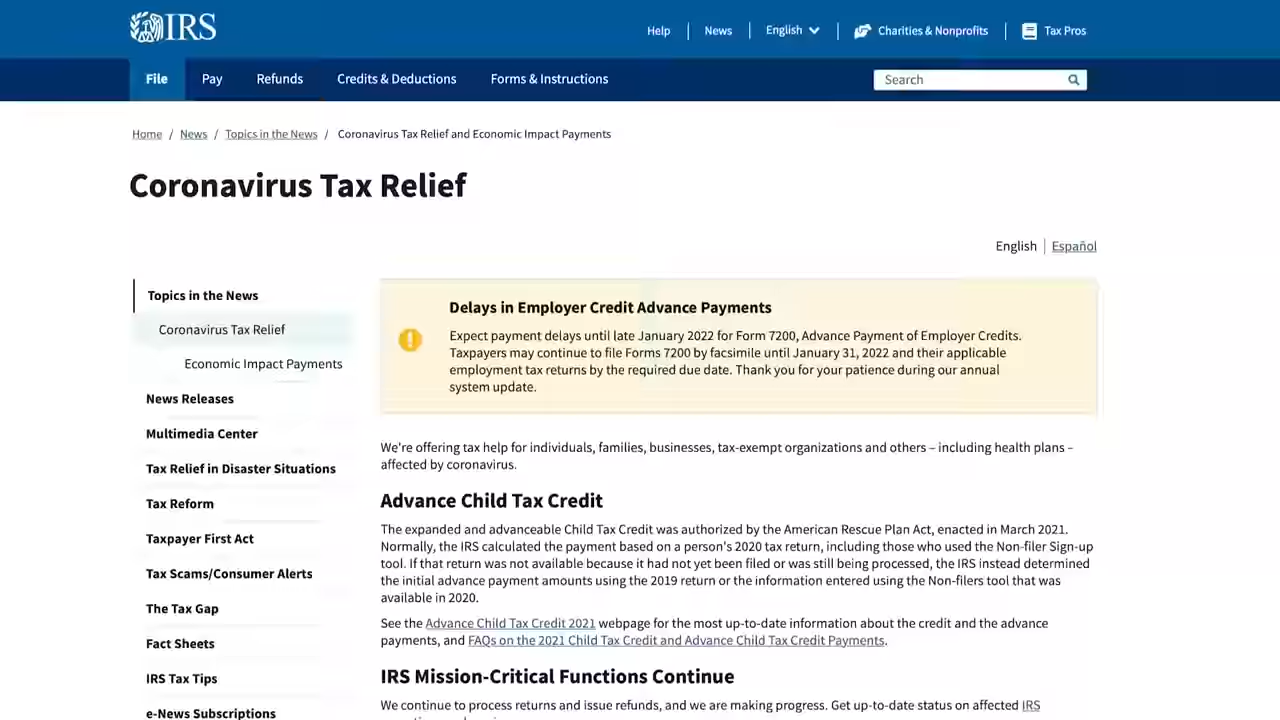 IRS
Help
News
English
Charities & Nonprofits
Tax Pros
File
Pay
Refunds
Credits & Deductions
Forms & Instructions
Search
Home / News / Topics in the News / Coronavirus Tax Relief and Economic Impact Payments
Coronavirus Tax Relief
English
Español
Topics in the News
Coronavirus Tax Relief
Economic Impact Payments
News Releases
Multimedia Center
Tax Relief in Disaster Situations
Tax Reform
Taxpayer First Act
Tax Scams/Consumer Alerts
The Tax Gap
Fact Sheets
IRS Tax Tips
e-News Subscriptions
Delays in Employer Credit Advance Payments
Expect payment delays until late January 2022 for Form 7200, Advance Payment of Employer Credits.
Taxpayers may continue to file Forms 7200 by facsimile until January 31, 2022 and their applicable
employment tax returns by the required due date. Thank you for your patience during our annual
system update.
We're offering tax help for individuals, families, businesses, tax-exempt organizations and others – including health plans –
affected by coronavirus.
Advance Child Tax Credit
The expanded and advanceable Child Tax Credit was authorized by the American Rescue Plan Act, enacted in March 2021.
Normally, the IRS calculated the payment based on a person's 2020 tax return, including those who used the Non-filer Sign-up
tool. If that return was not available because it had not yet been filed or was still being processed, the IRS instead determined
the initial advance payment amounts using the 2019 return or the information entered using the Non-filers tool that was
available in 2020.
See the Advance Child Tax Credit 2021 webpage for the most up-to-date information about the credit and the advance
payments, and FAQs on the 2021 Child Tax Credit and Advance Child Tax Credit Payments.
IRS Mission-Critical Functions Continue
We continue to process returns and issue refunds, and we are making progress. Get up-to-date status on affected IRS